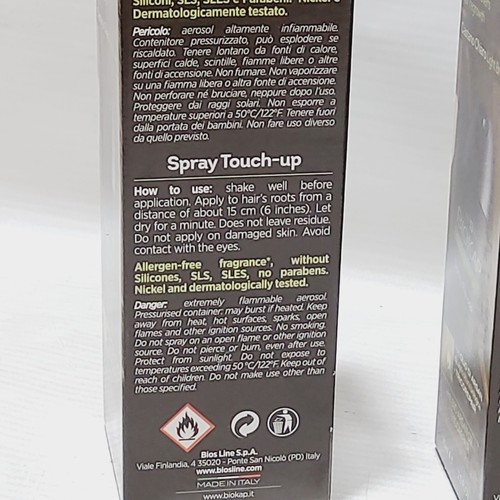 Siliconi, SLS, SLES e Parabeni. Nickel e
Dermatologicamente testato.
Pericolo: aerosol altamente infiammabile.
Contenitore pressurizzato, può esplodere se
riscaldato. Tenere lontano da fonti di calore,
superfici calde, scintille, fiamme libere o altre
fonti di accensione. Non fumare. Non vaporizzare
su una fiamma libera o altra fonte di accensione.
Non perforare né bruciare, neppure dopo l'uso.
Proteggere dai raggi solari. Non esporre a
temperature superiori a 50°C/122°F. Tenere fuori
dalla portata dei bambini. Non fare uso diverso
da quello previsto.
Spray Touch-up
How to use: shake well before
application. Apply to hair's roots from a
distance of about 15 cm (6 inches). Let
dry for a minute. Does not leave residue.
Do not apply on damaged skin. Avoid
contact with the eyes.
Allergen-free fragrance*, without
Silicones, SLS, SLES, no parabens.
Nickel and dermatologically tested.
Danger: extremely flammable aerosol.
Pressurised container: may burst if heated. Keep
away from heat, hot surfaces, sparks, open
flames and other ignition sources. No smoking.
Do not spray on an open flame or other ignition
source. Do not pierce or burn, even after use.
Protect from sunlight. Do not expose to
temperatures exceeding 50°C/122°F. Keep out of
reach of children. Do not make use other than
those specified.
Bios Line S.p.A.
Viale Finlandia, 4 35020 - Ponte San Nicolò (PD) Italy
www.biosline.com
MADE IN ITALY
www.biokap.it